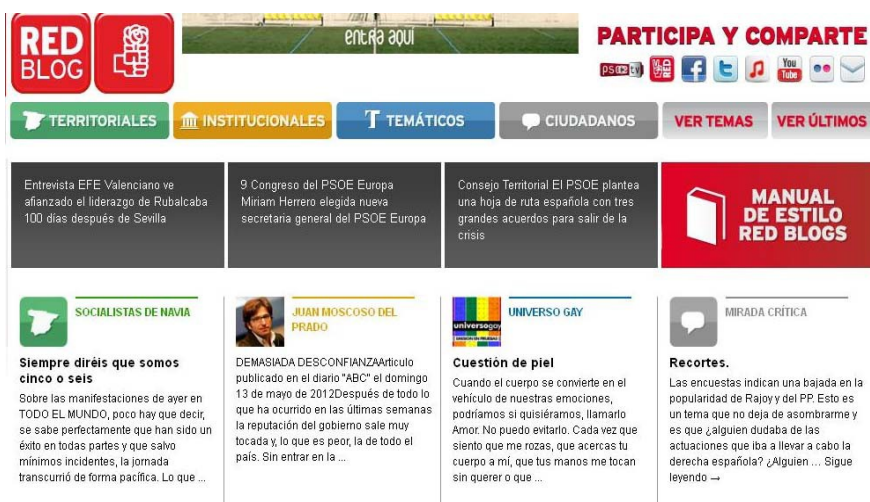 RED
BLOG
entra aquí
PARTICIPA Y COMPARTE
PSOE tv
You
Tube
TERRITORIALES
INSTITUCIONALES
T TEMÁTICOS
CIUDADANOS
VER TEMAS
VER ÚLTIMOS
Entrevista EFE Valenciano ve
afianzado el liderazgo de Rubalcaba
100 días después de Sevilla
9 Congreso del PSOE Europa
Miriam Herrero elegida nueva
secretaria general del PSOE Europa
Consejo Territorial El PSOE plantea
una hoja de ruta española con tres
grandes acuerdos para salir de la
crisis
MANUAL
DE ESTILO
RED BLOGS
SOCIALISTAS DE NAVIA
Siempre diréis que somos
cinco o seis
Sobre las manifestaciones de ayer en
TODO EL MUNDO, poco hay que decir,
se sabe perfectamente que han sido un
éxito en todas partes y que salvo
mínimos incidentes, la jornada
transcurrió de forma pacífica. Lo que ...
JUAN MOSCOSO DEL
PRADO
DEMASIADA DESCONFIANZAArticulo
publicado en el diario "ABC" el domingo
13 de mayo de 2012Después de todo lo
que ha ocurrido en las últimas semanas
la reputación del gobierno sale muy
tocada y, lo que es peor, la de todo el
país. Sin entrar en la ...
universogay
UNIVERSO GAY
Cuestión de piel
Cuando el cuerpo se convierte en el
vehículo de nuestras emociones,
podríamos si quisiéramos, llamarlo
Amor. No puedo evitarlo. Cada vez que
siento que me rozas, que acercas tu
cuerpo a mí, que tus manos me tocan
sin querer o que ...
MIRADA CRÍTICA
Recortes.
Las encuestas indican una bajada en la
popularidad de Rajoy y del PP. Esto es
un tema que no deja de asombrarme y
es que ¿alguien dudaba de las
actuaciones que iba a llevar a cabo la
derecha española? ¿Alguien … Sigue
leyendo →